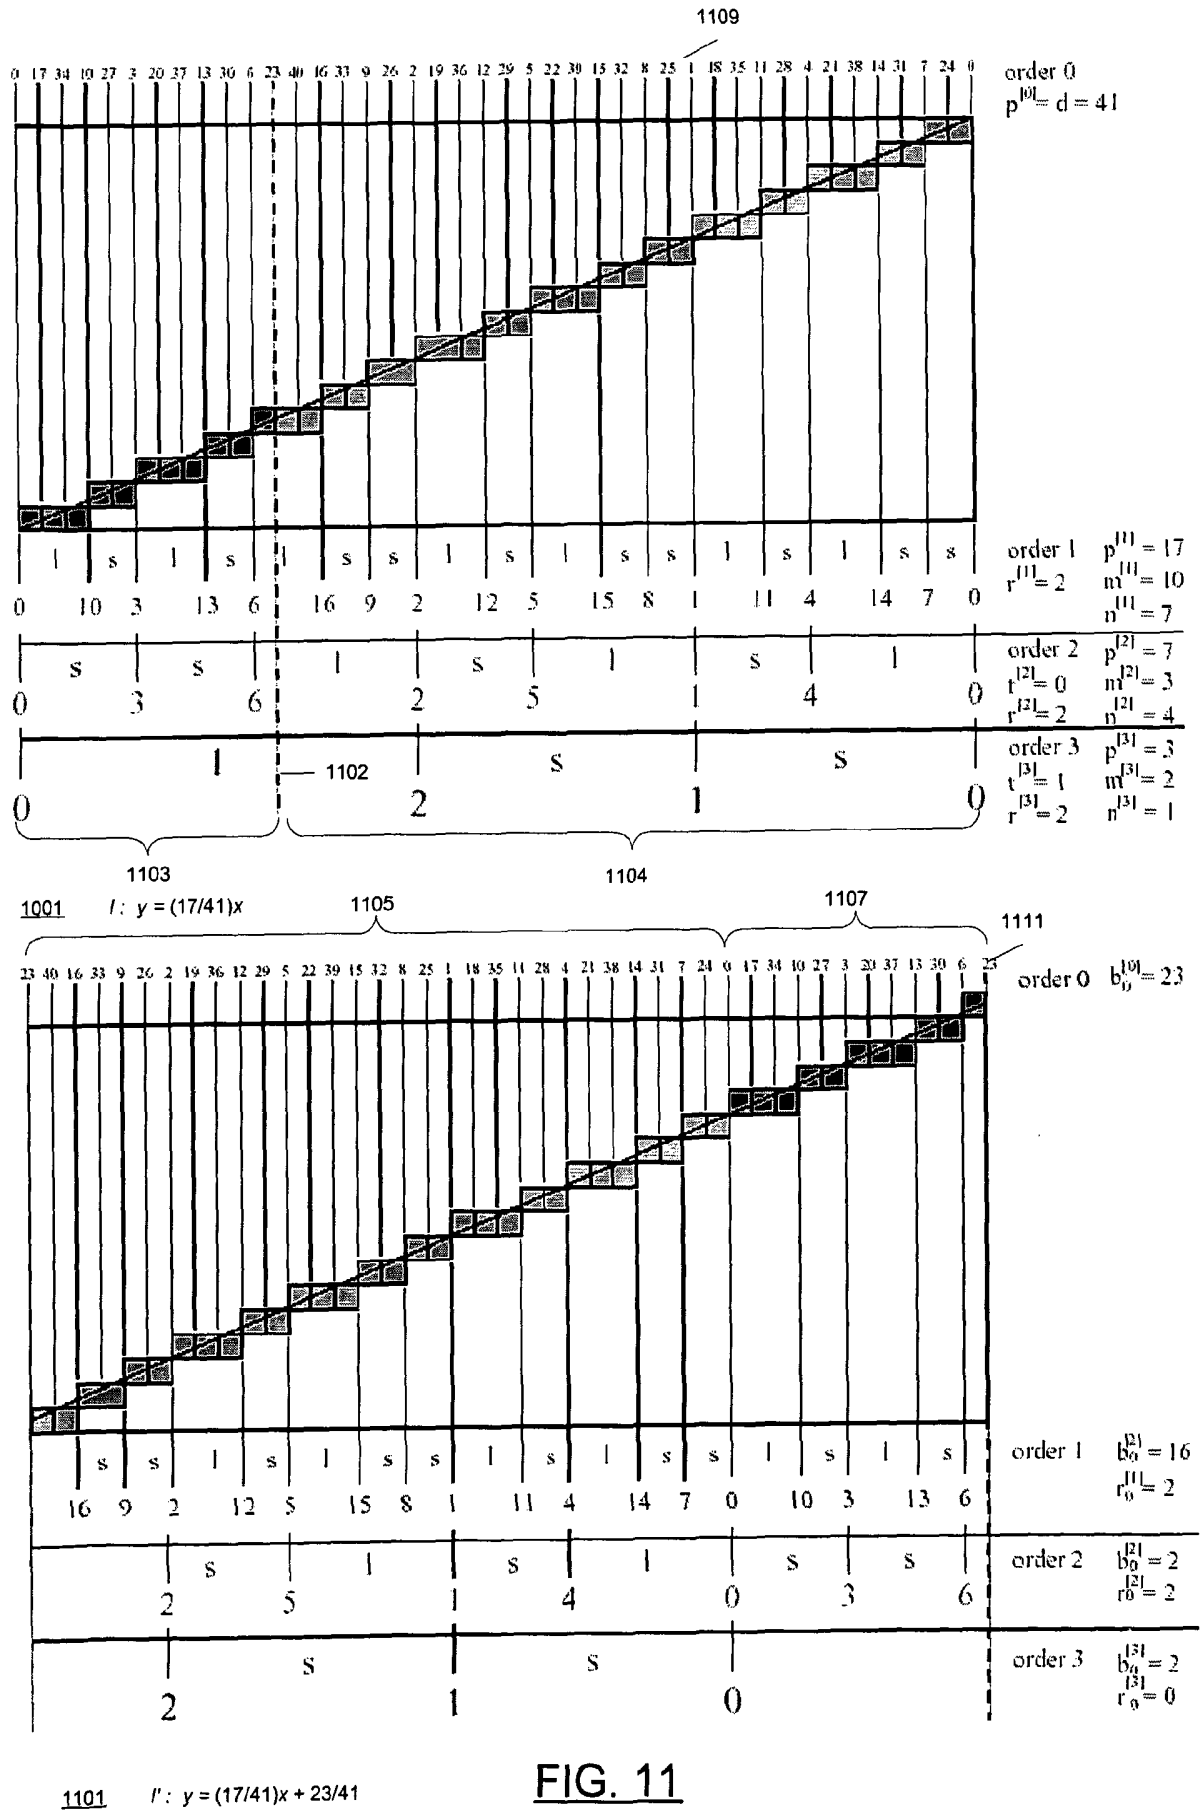 1109
0 17 34 10 27 3 20 37 13 30 6 23 40 16 33 9 26 2 19 36 12 29 5 22 39 15 32 8 25 1 18 35 11 28 4 21 38 14 31 7 24 0
order 0
p[0] = d = 41
l s l s l s s l s l s s l s l s s
order 1 p[1] = 17
r[1] = 2 m[1] = 10
0 10 3 13 6 16 9 2 12 5 15 8 1 11 4 14 7 0
n[1] = 7
s s l s l s l
order 2 p[2] = 7
t[2] = 0 m[2] = 3
0 3 6 2 5 1 4 0
r[2] = 2 n[2] = 4
l s s
order 3 p[3] = 3
1102
t[3] = 1 m[3] = 2
0 2 1 0
r[3] = 2 n[3] = 1
1103 1104
1001 l : y = (17/41)x
1105 1107 1111
23 40 16 33 9 26 2 19 36 12 29 5 22 39 15 32 8 25 1 18 35 11 28 4 21 38 14 31 7 24 0 17 34 10 27 3 20 37 13 30 6 23
order 0 b0[0] = 23
s s l s l s s l s l s s l s l s
order 1 b0[2] = 16
16 9 2 12 5 15 8 1 11 4 14 7 0 10 3 13 6
r0[1] = 2
s l s l s s
order 2 b0[2] = 2
2 5 1 4 0 3 6
r0[2] = 2
s s
order 3 b0[3] = 2
2 1 0
r0[3] = 0
FIG. 11
1101 l' : y = (17/41)x + 23/41